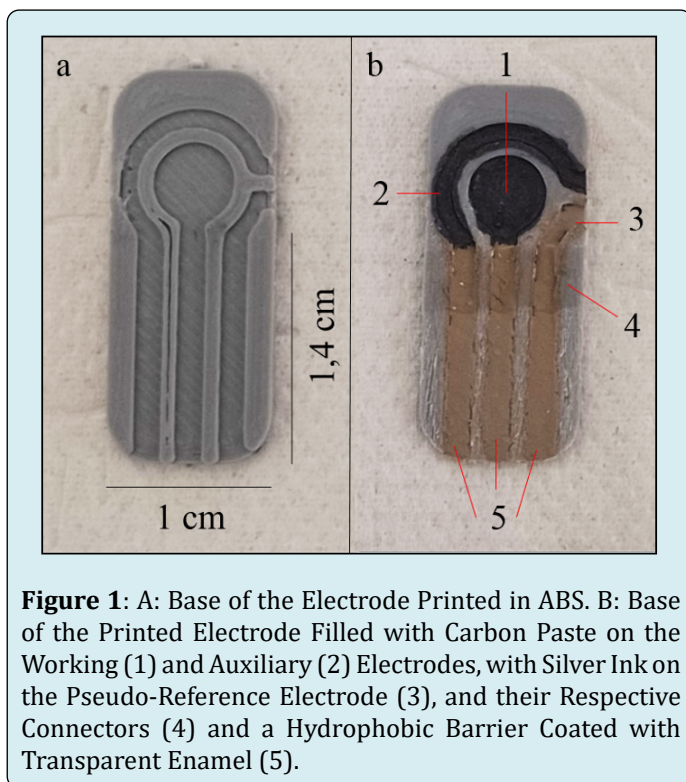 a
b
1
2
3
4
1,4 cm
1 cm
5
Figure 1: A: Base of the Electrode Printed in ABS. B: Base
of the Printed Electrode Filled with Carbon Paste on the
Working (1) and Auxiliary (2) Electrodes, with Silver Ink on
the Pseudo-Reference Electrode (3), and their Respective
Connectors (4) and a Hydrophobic Barrier Coated with
Transparent Enamel (5).